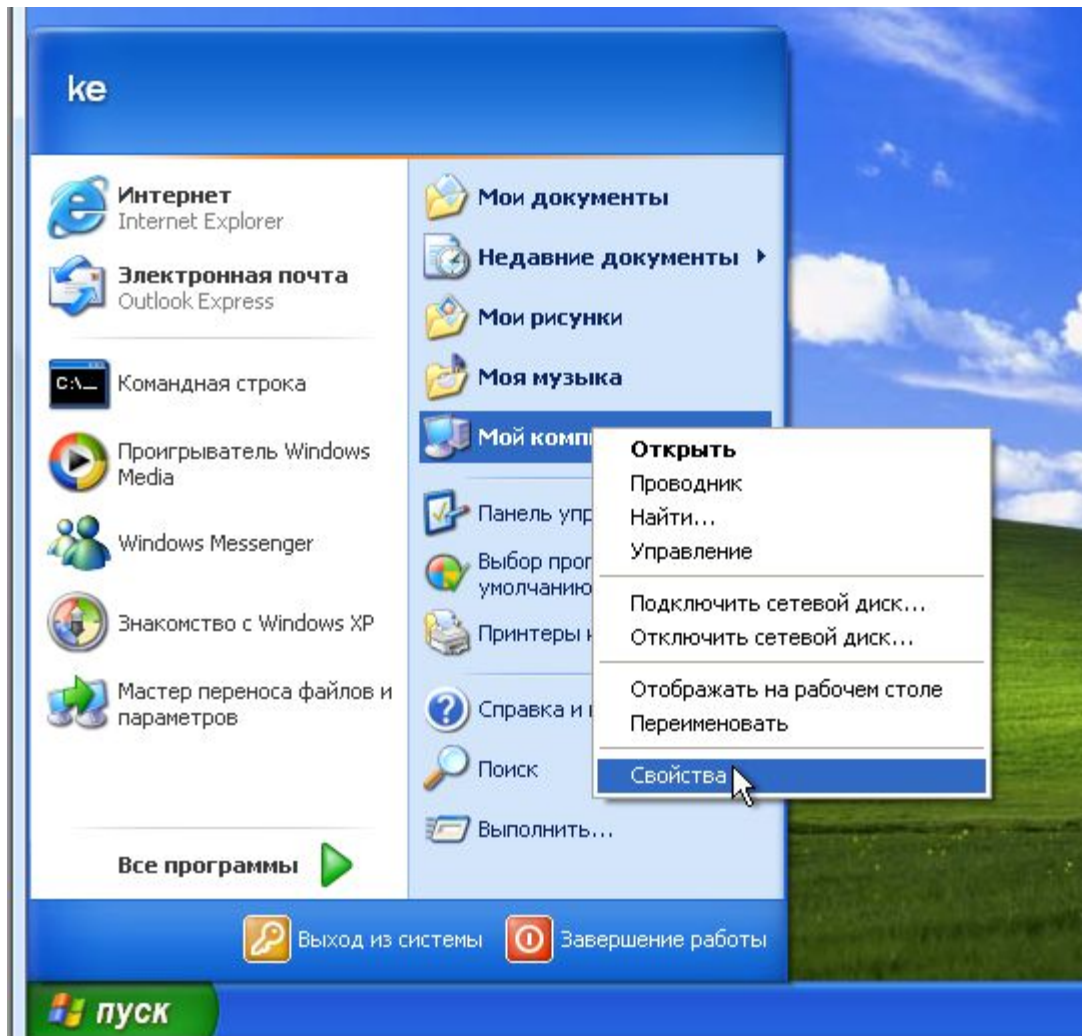 ke
Интернет
Internet Explorer
Электронная почта
Outlook Express
C:\_
Командная строка
Проигрыватель Windows
Media
Windows Messenger
Знакомство с Windows XP
Мастер переноса файлов и
параметров
Все программы
Мои документы
Недавние документы
Мои рисунки
Моя музыка
Мой
Панель
Выбор
умолчанию
Принтеры
Справка и
Поиск
Выполнить...
Открыть
Проводник
Найти...
Управление
Подключить сетевой диск...
Отключить сетевой диск...
Отображать на рабочем столе
Переименовать
Свойства
Выход из системы
Завершение работы
пуск